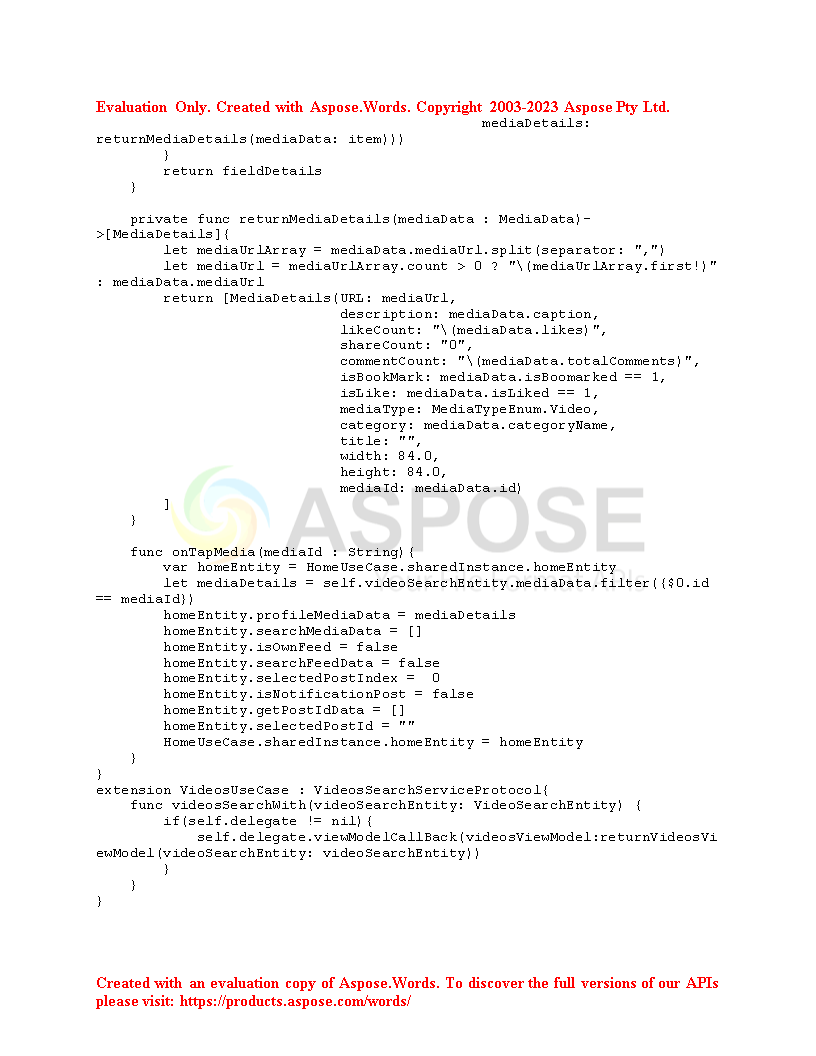 Evaluation Only. Created with Aspose.Words. Copyright 2003-2023 Aspose Pty Ltd.
mediaDetails:
returnMediaDetails(mediaData: item)))
        }
        return fieldDetails
    }

    private func returnMediaDetails(mediaData : MediaData)-
>[MediaDetails]{
        let mediaUrlArray = mediaData.mediaUrl.split(separator: ",")
        let mediaUrl = mediaUrlArray.count > 0 ? "\(mediaUrlArray.first!)"
: mediaData.mediaUrl
        return [MediaDetails(URL: mediaUrl,
                             description: mediaData.caption,
                             likeCount: "\(mediaData.likes)",
                             shareCount: "0",
                             commentCount: "\(mediaData.totalComments)",
                             isBookMark: mediaData.isBoomarked == 1,
                             isLike: mediaData.isLiked == 1,
                             mediaType: MediaTypeEnum.Video,
                             category: mediaData.categoryName,
                             title: "",
                             width: 84.0,
                             height: 84.0,
                             mediaId: mediaData.id)
        ]
    }
ASPOSE

    func onTapMedia(mediaId : String){
        var homeEntity = HomeUseCase.sharedInstance.homeEntity
        let mediaDetails = self.videoSearchEntity.mediaData.filter({$0.id
== mediaId})
        homeEntity.profileMediaData = mediaDetails
        homeEntity.searchMediaData = []
        homeEntity.isOwnFeed = false
        homeEntity.searchFeedData = false
        homeEntity.selectedPostIndex =  0
        homeEntity.isNotificationPost = false
        homeEntity.getPostIdData = []
        homeEntity.selectedPostId = ""
        HomeUseCase.sharedInstance.homeEntity = homeEntity
    }
}
extension VideosUseCase : VideosSearchServiceProtocol{
    func videosSearchWith(videoSearchEntity: VideoSearchEntity) {
        if(self.delegate != nil){
            self.delegate.viewModelCallBack(videosViewModel:returnVideosVi
ewModel(videoSearchEntity: videoSearchEntity))
        }
    }
}
Created with an evaluation copy of Aspose.Words. To discover the full versions of our APIs
please visit: https://products.aspose.com/words/